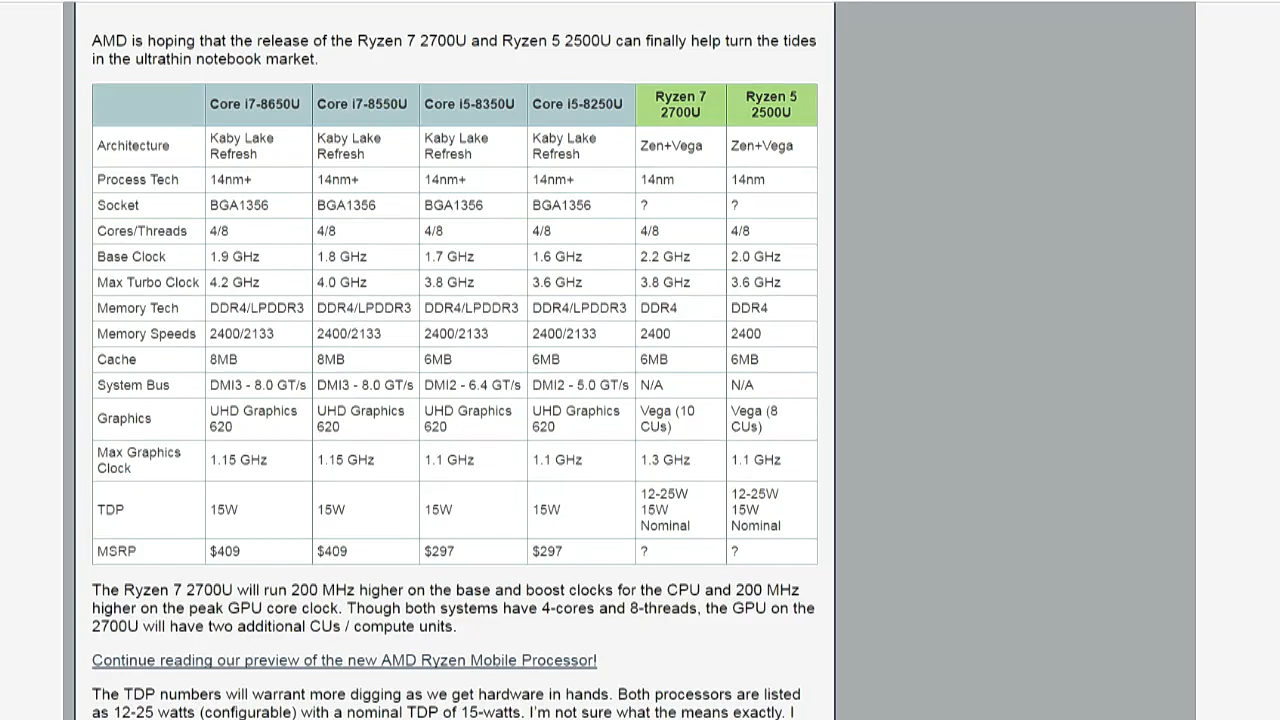 AMD is hoping that the release of the Ryzen 7 2700U and Ryzen 5 2500U can finally help turn the tides
in the ultrathin notebook market.
Core i7-8650U Core i7-8550U Core i5-8350U Core i5-8250U Ryzen 7 2700U Ryzen 5 2500U
Architecture Kaby Lake Refresh Kaby Lake Refresh Kaby Lake Refresh Kaby Lake Refresh Zen+Vega Zen+Vega
Process Tech 14nm+ 14nm+ 14nm+ 14nm+ 14nm 14nm
Socket BGA1356 BGA1356 BGA1356 BGA1356 ? ?
Cores/Threads 4/8 4/8 4/8 4/8 4/8 4/8
Base Clock 1.9 GHz 1.8 GHz 1.7 GHz 1.6 GHz 2.2 GHz 2.0 GHz
Max Turbo Clock 4.2 GHz 4.0 GHz 3.8 GHz 3.6 GHz 3.8 GHz 3.6 GHz
Memory Tech DDR4/LPDDR3 DDR4/LPDDR3 DDR4/LPDDR3 DDR4/LPDDR3 DDR4 DDR4
Memory Speeds 2400/2133 2400/2133 2400/2133 2400/2133 2400 2400
Cache 8MB 8MB 6MB 6MB 6MB 6MB
System Bus DMI3 - 8.0 GT/s DMI3 - 8.0 GT/s DMI2 - 6.4 GT/s DMI2 - 5.0 GT/s N/A N/A
Graphics UHD Graphics 620 UHD Graphics 620 UHD Graphics 620 UHD Graphics 620 Vega (10 CUs) Vega (8 CUs)
Max Graphics Clock 1.15 GHz 1.15 GHz 1.1 GHz 1.1 GHz 1.3 GHz 1.1 GHz
TDP 15W 15W 15W 15W 12-25W 15W Nominal 12-25W 15W Nominal
MSRP $409 $409 $297 $297 ? ?
The Ryzen 7 2700U will run 200 MHz higher on the base and boost clocks for the CPU and 200 MHz
higher on the peak GPU core clock. Though both systems have 4-cores and 8-threads, the GPU on the
2700U will have two additional CUs / compute units.
Continue reading our preview of the new AMD Ryzen Mobile Processor!
The TDP numbers will warrant more digging as we get hardware in hands. Both processors are listed
as 12-25 watts (configurable) with a nominal TDP of 15-watts. I'm not sure what the means exactly. I